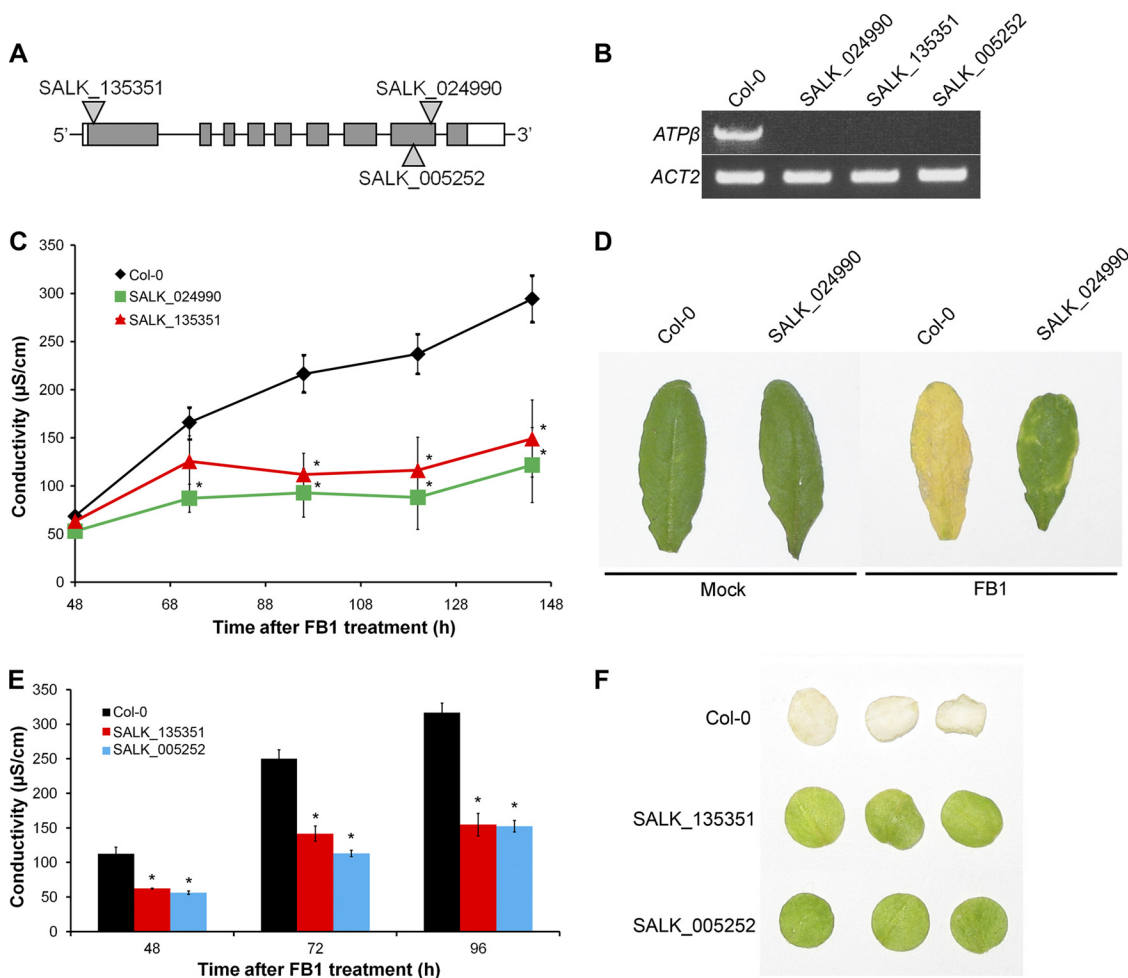 A
SALK_135351
SALK_024990
5'
3'
SALK_005252
B
Col-0
SALK_024990
SALK_135351
SALK_005252
ATPβ
ACT2
C
Conductivity (µS/cm)
350
300
250
200
150
100
50
0
Col-0
SALK_024990
SALK_135351
*
*
*
*
*
*
*
48
68
88
108
128
148
Time after FB1 treatment (h)
D
Col-0
SALK_024990
Col-0
SALK_024990
Mock
FB1
E
Conductivity (µS/cm)
350
300
250
200
150
100
50
0
Col-0
SALK_135351
SALK_005252
* *
* *
* *
48
72
96
Time after FB1 treatment (h)
F
Col-0
SALK_135351
SALK_005252